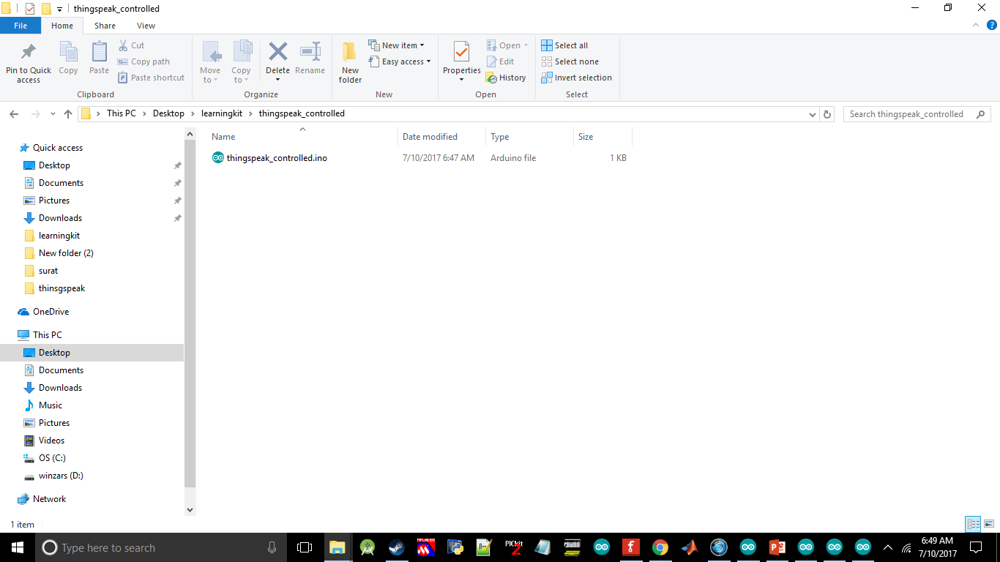 thingspeak_controlled
File Home Share View
Pin to Quick access
Copy
Paste
Cut
Copy path
Paste shortcut
Clipboard
Move to
Copy to
Delete
Rename
Organize
New folder
New item
Easy access
New
Properties
Open
Edit
History
Open
Select all
Select none
Invert selection
Select
This PC Desktop learningkit thingspeak_controlled
Search thingspeak_controlled
Name Date modified Type Size
thingspeak_controlled.ino 7/10/2017 6:47 AM Arduino file 1 KB
Quick access
Desktop
Documents
Pictures
Downloads
learningkit
New folder (2)
surat
thinsgspeak
OneDrive
This PC
Desktop
Documents
Downloads
Music
Pictures
Videos
OS (C:)
winzars (D:)
Network
1 item
Type here to search
PICkit 2
6:49 AM
7/10/2017